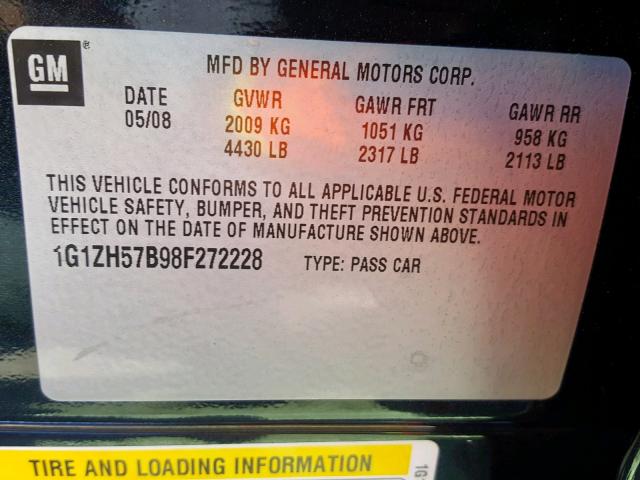 GM ®
MFD BY GENERAL MOTORS CORP.
DATE GVWR GAWR FRT GAWR RR
05/08 2009 KG 1051 KG 958 KG
4430 LB 2317 LB 2113 LB
THIS VEHICLE CONFORMS TO ALL APPLICABLE U.S. FEDERAL MOTOR
VEHICLE SAFETY, BUMPER, AND THEFT PREVENTION STANDARDS IN
EFFECT ON THE DATE OF MANUFACTURE SHOWN ABOVE.
1G1ZH57B98F272228 TYPE: PASS CAR
TIRE AND LOADING INFORMATION